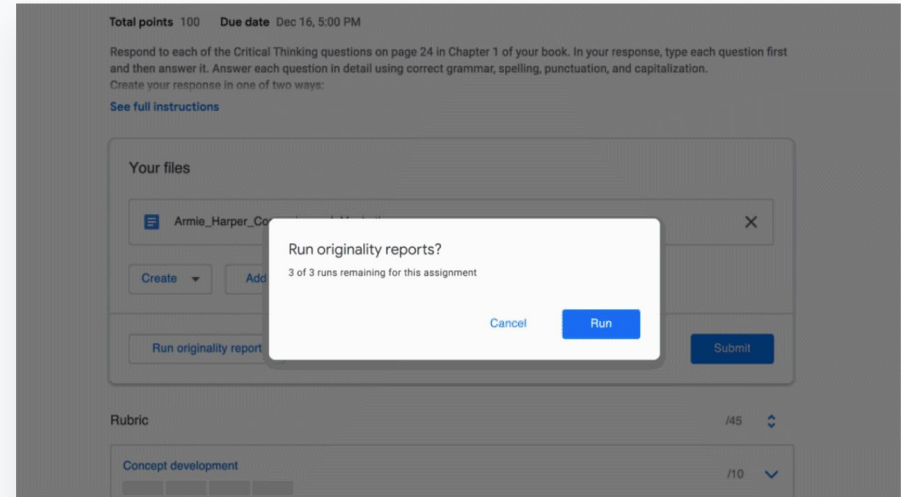 Total points 100 Due date Dec 16, 5:00 PM
Respond to each of the Critical Thinking questions on page 24 in Chapter 1 of your book. In your response, type each question first
and then answer it. Answer each question in detail using correct grammar, spelling, punctuation, and capitalization.
Create your response in one of two ways:
See full instructions
Your files
Armie_Harper_Co
Run originality reports?
3 of 3 runs remaining for this assignment
Create
Add
Cancel
Run
Run originality report
Submit
Rubric
/45
Concept development
/10